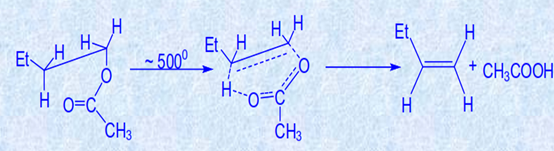 Et H H H H O O=C CH₃
~ 500⁰
Et H H H H O O C CH₃
Et H H H + CH₃COOH